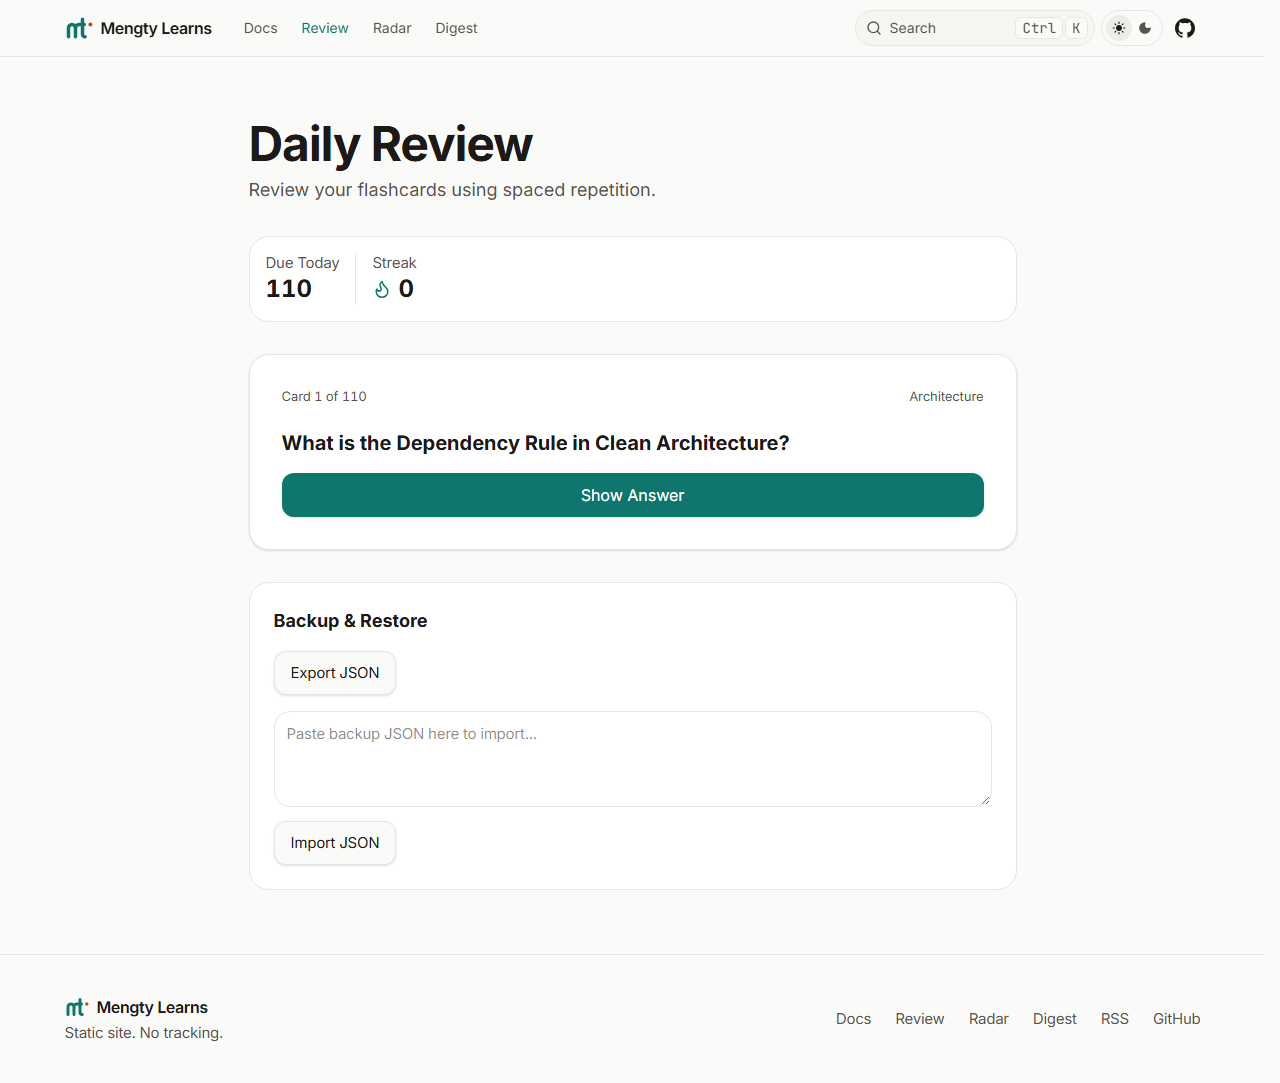 Mengty Learns
Docs
Review
Radar
Digest
Search
Ctrl K
Daily Review
Review your flashcards using spaced repetition.
Due Today
110
Streak
0
Card 1 of 110
Architecture
What is the Dependency Rule in Clean Architecture?
Show Answer
Backup & Restore
Export JSON
Paste backup JSON here to import...
Import JSON
Mengty Learns
Static site. No tracking.
Docs
Review
Radar
Digest
RSS
GitHub